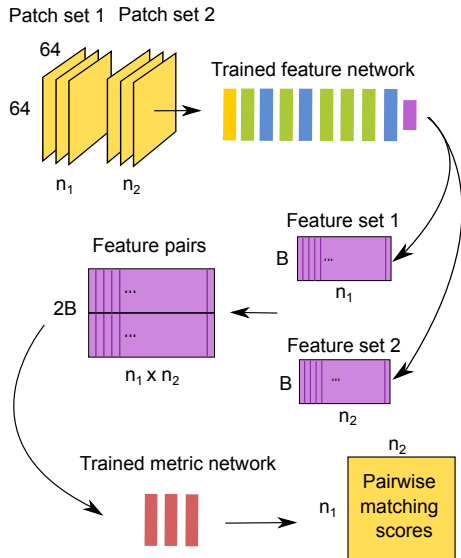 Patch set 1
Patch set 2
64
64
n1
n2
Trained feature network
Feature set 1
B
...
n1
Feature pairs
2B
...
...
n1 x n2
Feature set 2
B
...
n2
Trained metric network
n2
n1
Pairwise
matching
scores